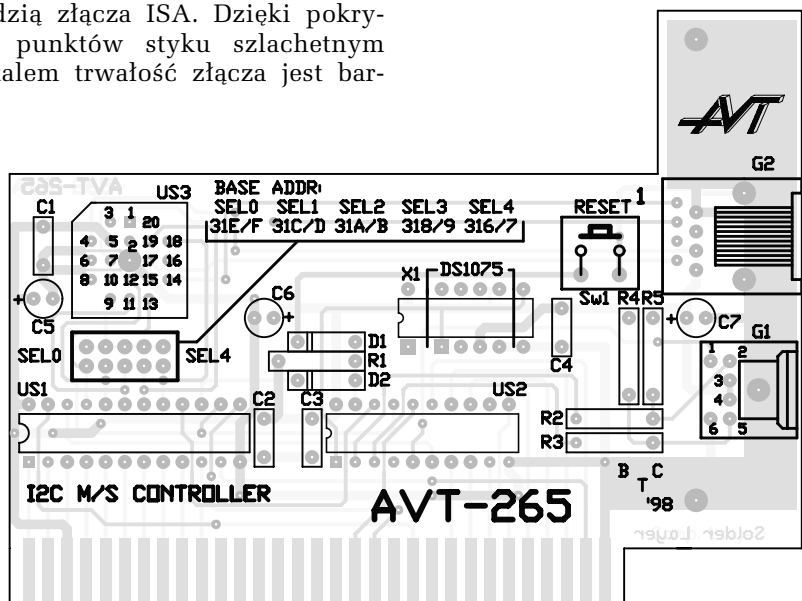 dzią złącza ISA. Dzięki pokry-
punktów styku szlachetnym
alem trwałość złącza jest bar-
AVT
G2
AVT-265
US3
BASE ADDR:
C1
SEL0 SEL1 SEL2 SEL3 SEL4
31E/F 31C/D 31A/B 318/9 316/7
RESET
1
3 1 20
4 5 2 19 18
6 7 17 16
8 10 12 15 14
9 11 13
X1
DS1075
C6
Sw1 R4 R5
+
C5
+
+
C7
G1
D1
R1
D2
SEL0
SEL4
C4
1 2
3
4
6 5
US1
C2 C3
US2
R2
R3
B T C
'98
I2C M/S CONTROLLER
AVT-265
Solder Layer